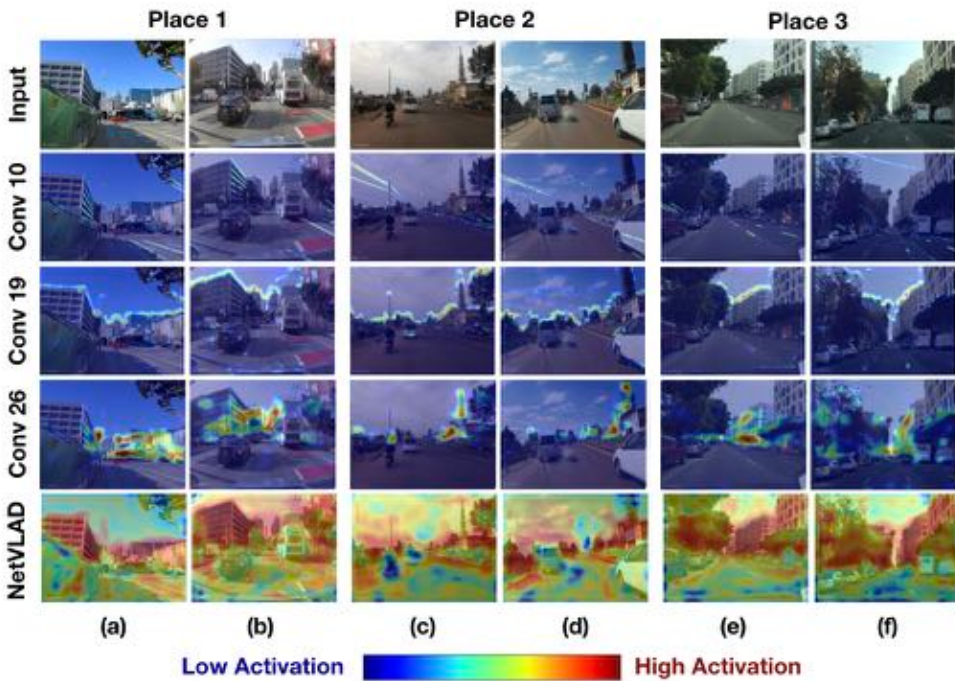 Place 1 Place 2 Place 3
Input
Conv 10
Conv 19
Conv 26
NetVLAD
(a) (b) (c) (d) (e) (f)
Low Activation High Activation